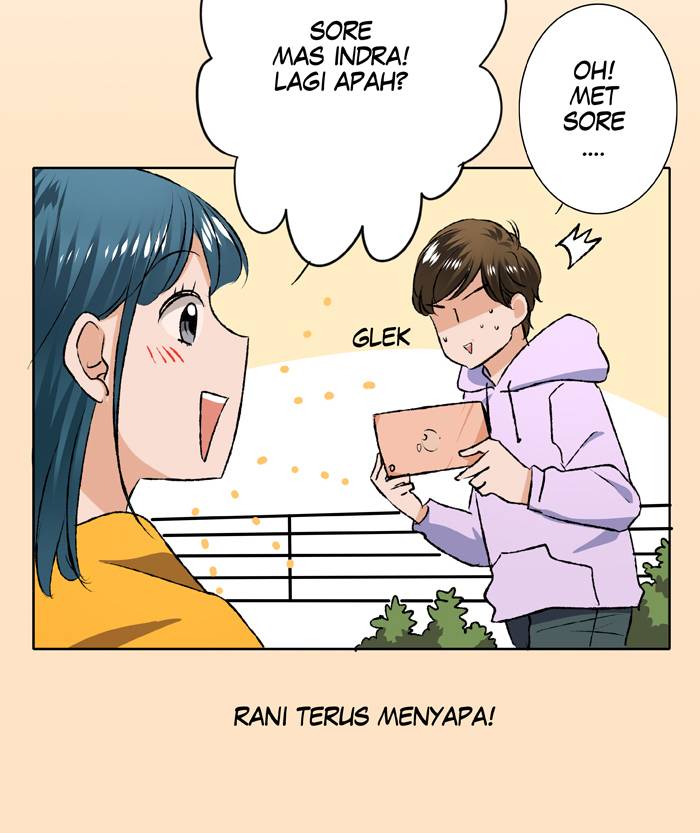 SORE
MAS INDRA!
LAGI APAH?
OH!
MET
SORE
....
GLEK
RANI TERUS MENYAPA!